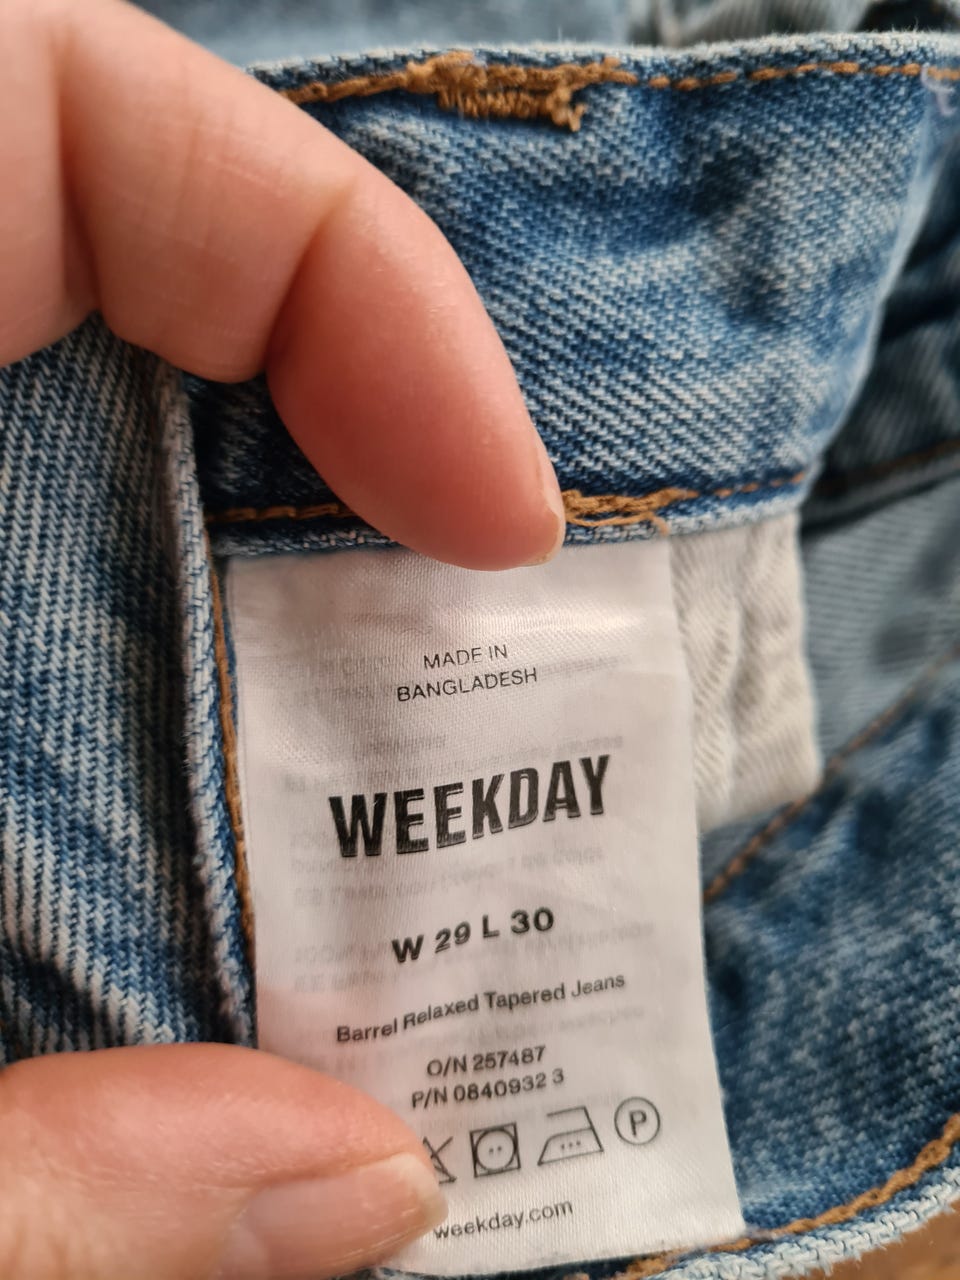 MADE IN
BANGLADESH
WEEKDAY
W 29 L 30
Barrel Relaxed Tapered Jeans
O/N 257487
P/N 0840932 3
P
weekday.com